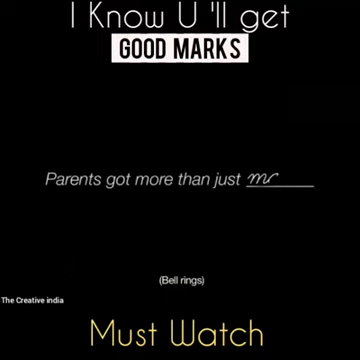 I Know U 'll get
GOOD MARKS
Parents got more than just
(Bell rings)
The Creative india
Must Watch